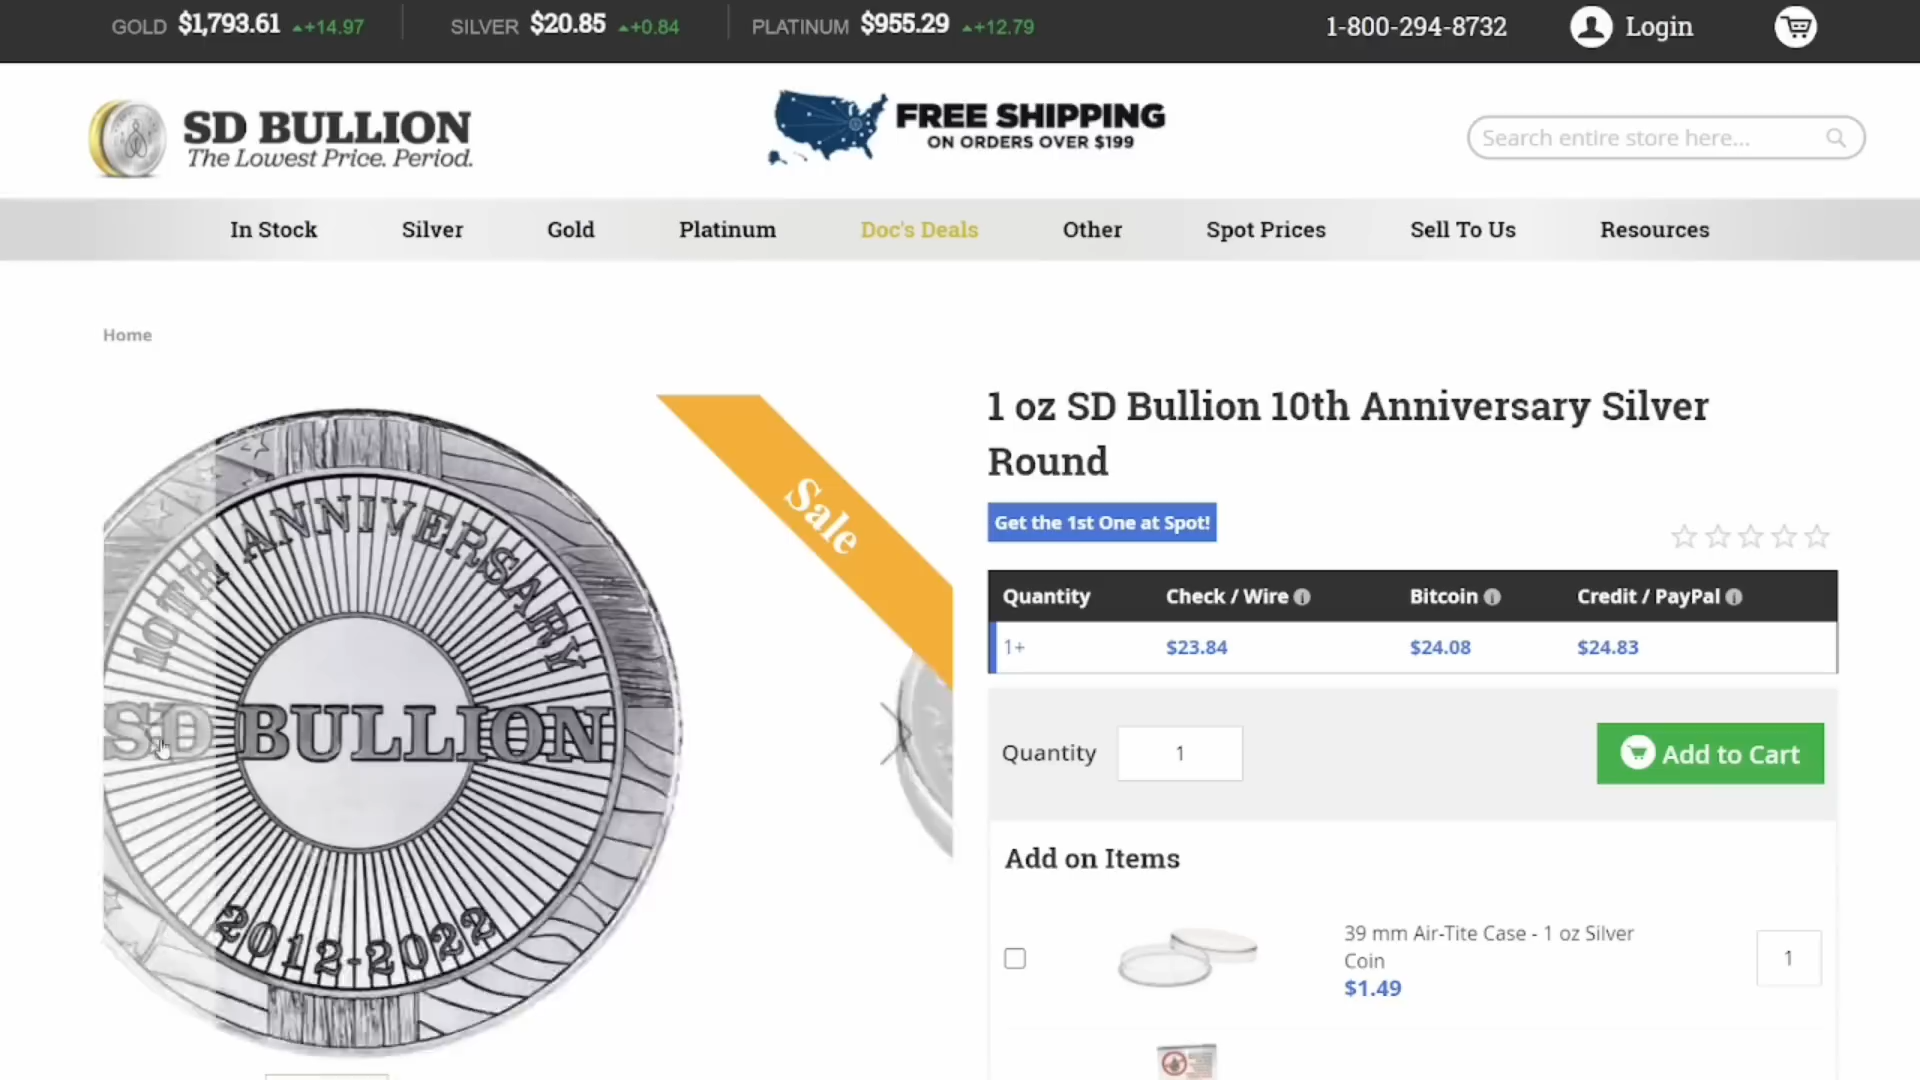 GOLD $1,793.61 +14.97 SILVER $20.85 +0.84 PLATINUM $955.29 +12.79 1-800-294-8732 Login
SD BULLION
The Lowest Price. Period.
FREE SHIPPING
ON ORDERS OVER $199
Search entire store here...
In Stock Silver Gold Platinum Doc's Deals Other Spot Prices Sell To Us Resources
Home
10TH ANNIVERSARY
SD BULLION
2012-2022
Sale
1 oz SD Bullion 10th Anniversary Silver
Round
Get the 1st One at Spot!
Quantity Check / Wire Bitcoin Credit / PayPal
1+ $23.84 $24.08 $24.83
Quantity 1 Add to Cart
Add on Items
39 mm Air-Tite Case - 1 oz Silver
Coin
$1.49
1